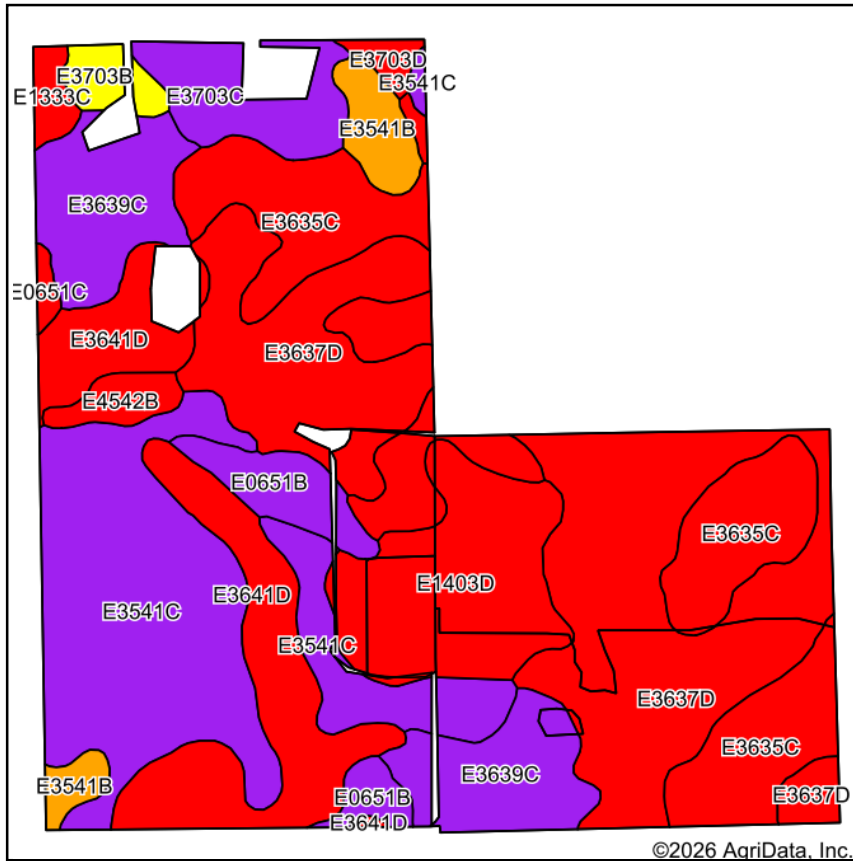 E3703D
E3703B
E3541C
E1333C
E3703C
E3541B
E3639C
E3635C
E0651C
E3641D
E3637D
E4542B
E0651B
E3635C
E1403D
E3541C
E3641D
E3541C
E3637D
E3635C
E3639C
E3541B
E0651B
E3637D
E3641D
©2026 AgriData, Inc.